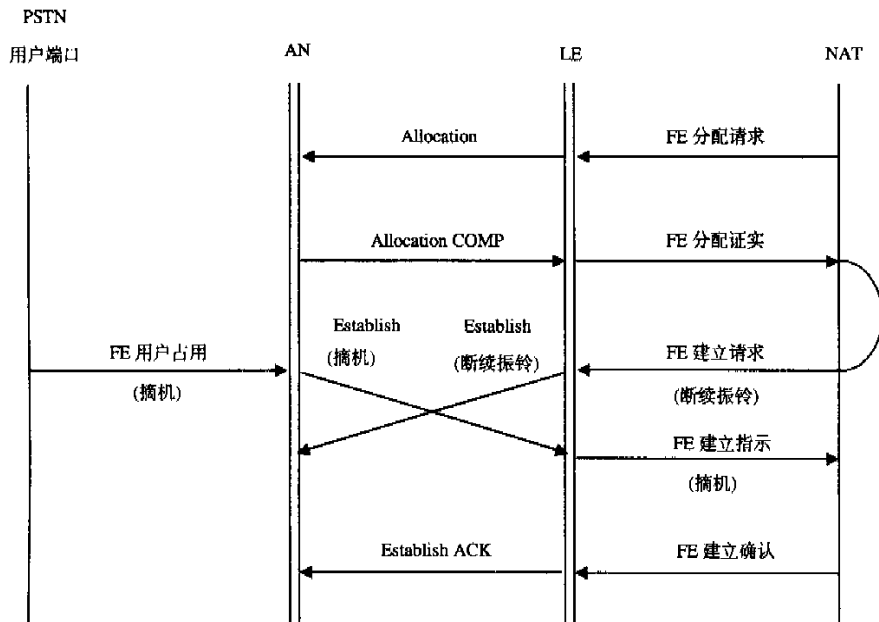 PSTN
用户端口
AN
LE
NAT
Allocation
FE 分配请求
Allocation COMP
FE 分配证实
Establish
(摘机)
Establish
(断续振铃)
FE 用户占用
(摘机)
FE 建立请求
(断续振铃)
FE 建立指示
(摘机)
Establish ACK
FE 建立确认